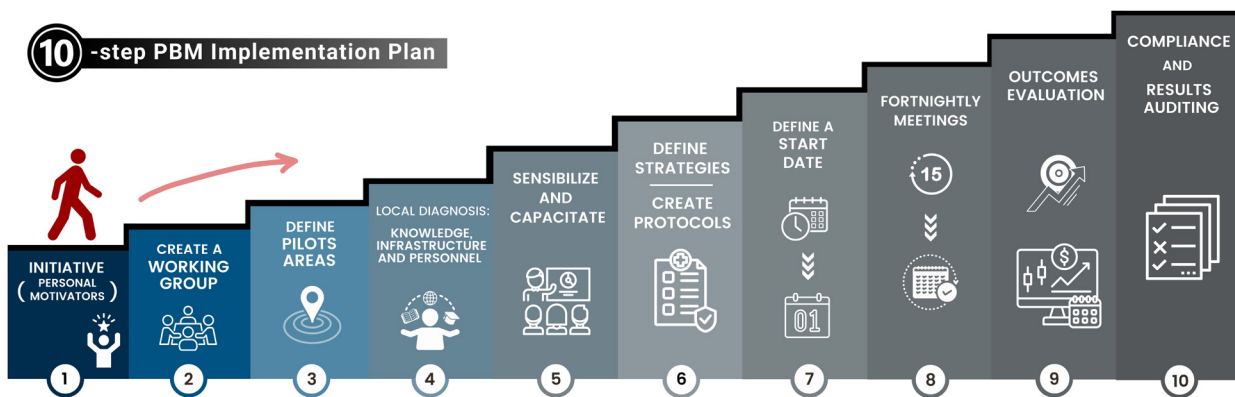 10 -step PBM Implementation Plan
INITIATIVE
( PERSONAL
MOTIVATORS )
1
CREATE A
WORKING
GROUP
2
DEFINE
PILOTS
AREAS
3
LOCAL DIAGNOSIS:
KNOWLEDGE,
INFRASTRUCTURE
AND PERSONNEL
4
SENSIBILIZE
AND
CAPACITATE
5
DEFINE
STRATEGIES
CREATE
PROTOCOLS
6
DEFINE A
START
DATE
01
7
FORTNIGHTLY
MEETINGS
15
8
OUTCOMES
EVALUATION
$
9
COMPLIANCE
AND
RESULTS
AUDITING
10